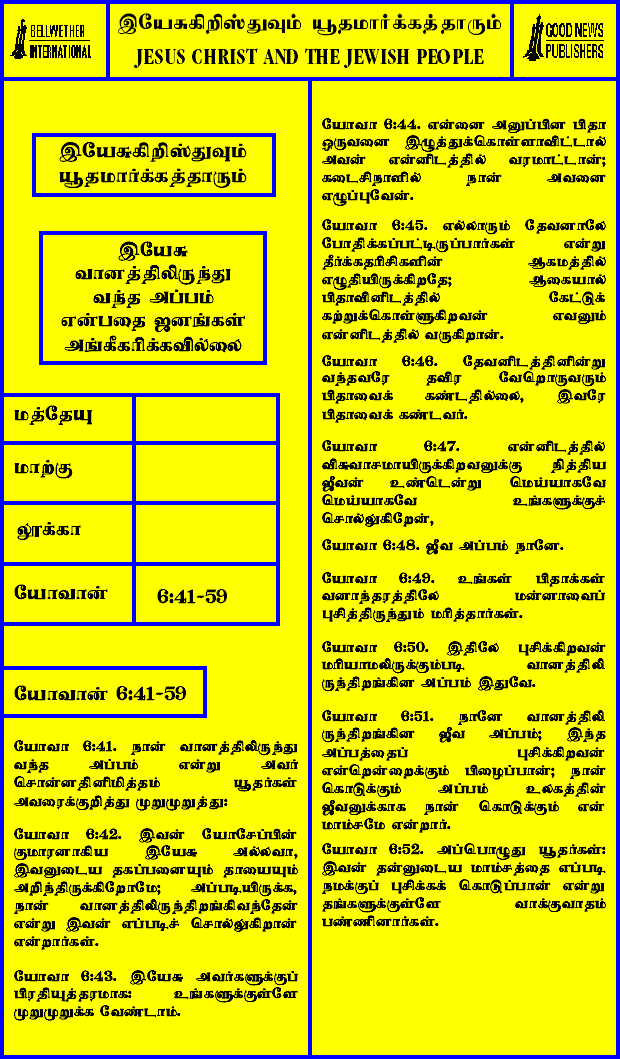 BELLWETHER
INTERNATIONAL
இயேசுகிறிஸ்துவும் யூதமார்க்கத்தாரும்
JESUS CHRIST AND THE JEWISH PEOPLE
GOOD NEWS
PUBLISHERS
இயேசுகிறிஸ்துவும்
யூதமார்க்கத்தாரும்
இயேசு
வானத்திலிருந்து
வந்த அப்பம்
என்பதை ஜனங்கள்
அங்கீகரிக்கவில்லை
மத்தேயு
மாற்கு
லூக்கா
யோவான் 6:41-59
யோவான் 6:41-59
யோவா 6:41. நான் வானத்திலிருந்து
வந்த அப்பம் என்று அவர்
சொன்னதினிமித்தம் யூதர்கள்
அவரைக்குறித்து முறுமுறுத்து:
யோவா 6:42. இவன் யோசேப்பின்
குமாரனாகிய இயேசு அல்லவா,
இவனுடைய தகப்பனையும் தாயையும்
அறிந்திருக்கிறோமே; அப்படியிருக்க,
நான் வானத்திலிருந்திறங்கிவந்தேன்
என்று இவன் எப்படிச் சொல்லுகிறான்
என்றார்கள்.
யோவா 6:43. இயேசு அவர்களுக்குப்
பிரதியுத்தரமாக: உங்களுக்குள்ளே
முறுமுறுக்க வேண்டாம்.
யோவா 6:44. என்னை அனுப்பின பிதா
ஒருவனை இழுத்துக்கொள்ளாவிட்டால்
அவன் என்னிடத்தில் வரமாட்டான்;
கடைசிநாளில் நான் அவனை
எழுப்புவேன்.
யோவா 6:45. எல்லாரும் தேவனாலே
போதிக்கப்பட்டிருப்பார்கள் என்று
தீர்க்கதரிசிகளின் ஆகமத்தில்
எழுதியிருக்கிறதே; ஆகையால்
பிதாவினிடத்தில் கேட்டுக்
கற்றுக்கொள்ளுகிறவன் எவனும்
என்னிடத்தில் வருகிறான்.
யோவா 6:46. தேவனிடத்தினின்று
வந்தவரே தவிர வேறொருவரும்
பிதாவைக் கண்டதில்லை, இவரே
பிதாவைக் கண்டவர்.
யோவா 6:47. என்னிடத்தில்
விசுவாசமாயிருக்கிறவனுக்கு நித்திய
ஜீவன் உண்டென்று மெய்யாகவே
மெய்யாகவே உங்களுக்குச்
சொல்லுகிறேன்,
யோவா 6:48. ஜீவ அப்பம் நானே.
யோவா 6:49. உங்கள் பிதாக்கள்
வனாந்தரத்திலே மன்னாவைப்
புசித்திருந்தும் மரித்தார்கள்.
யோவா 6:50. இதிலே புசிக்கிறவன்
மரியாமலிருக்கும்படி வானத்திலி
ருந்திறங்கின அப்பம் இதுவே.
யோவா 6:51. நானே வானத்திலி
ருந்திறங்கின ஜீவ அப்பம்; இந்த
அப்பத்தைப் புசிக்கிறவன்
என்றென்றைக்கும் பிழைப்பான்; நான்
கொடுக்கும் அப்பம் உலகத்தின்
ஜீவனுக்காக நான் கொடுக்கும் என்
மாம்சமே என்றார்.
யோவா 6:52. அப்பொழுது யூதர்கள்:
இவன் தன்னுடைய மாம்சத்தை எப்படி
நமக்குப் புசிக்கக் கொடுப்பான் என்று
தங்களுக்குள்ளே வாக்குவாதம்
பண்ணினார்கள்.